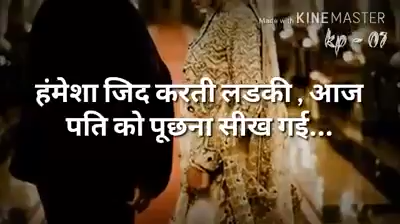 Made with KINEMASTER
kp - 07
हंमेशा जिद करती लडकी , आज
पति को पूछना सीख गई...